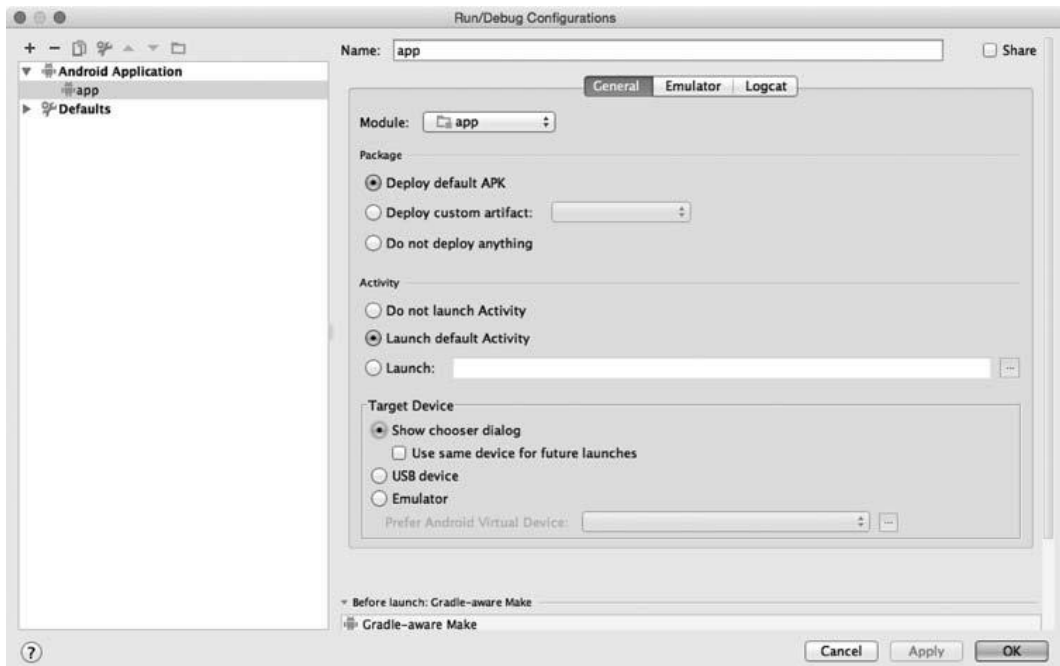 Run/Debug Configurations
Name: app Share
Android Application
app
Defaults
General Emulator Logcat
Module: app
Package
Deploy default APK
Deploy custom artifact:
Do not deploy anything
Activity
Do not launch Activity
Launch default Activity
Launch: ...
Target Device
Show chooser dialog
Use same device for future launches
USB device
Emulator
Prefer Android Virtual Device: ...
Before launch: Gradle-aware Make
Gradle-aware Make
? Cancel Apply OK